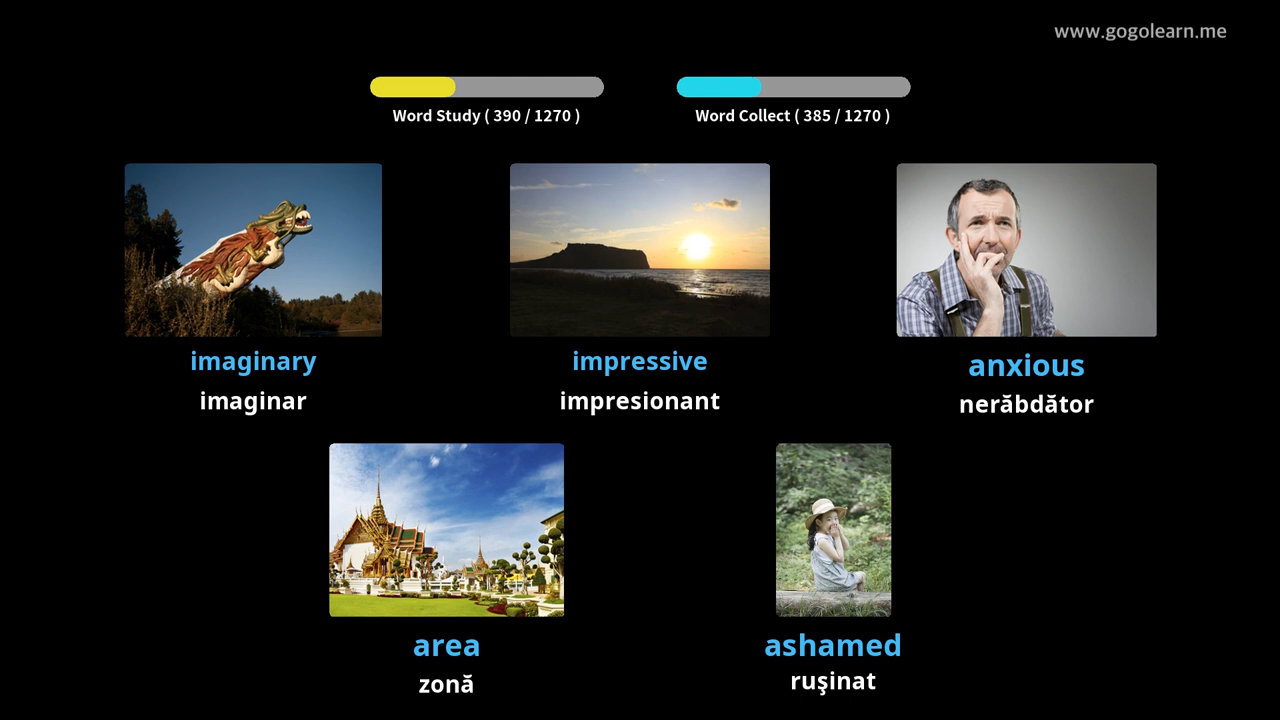 www.gogolearn.me
Word Study ( 390 / 1270 )
Word Collect ( 385 / 1270 )
imaginary
imaginar
impressive
impresionant
anxious
nerăbdător
area
zonă
ashamed
ruşinat